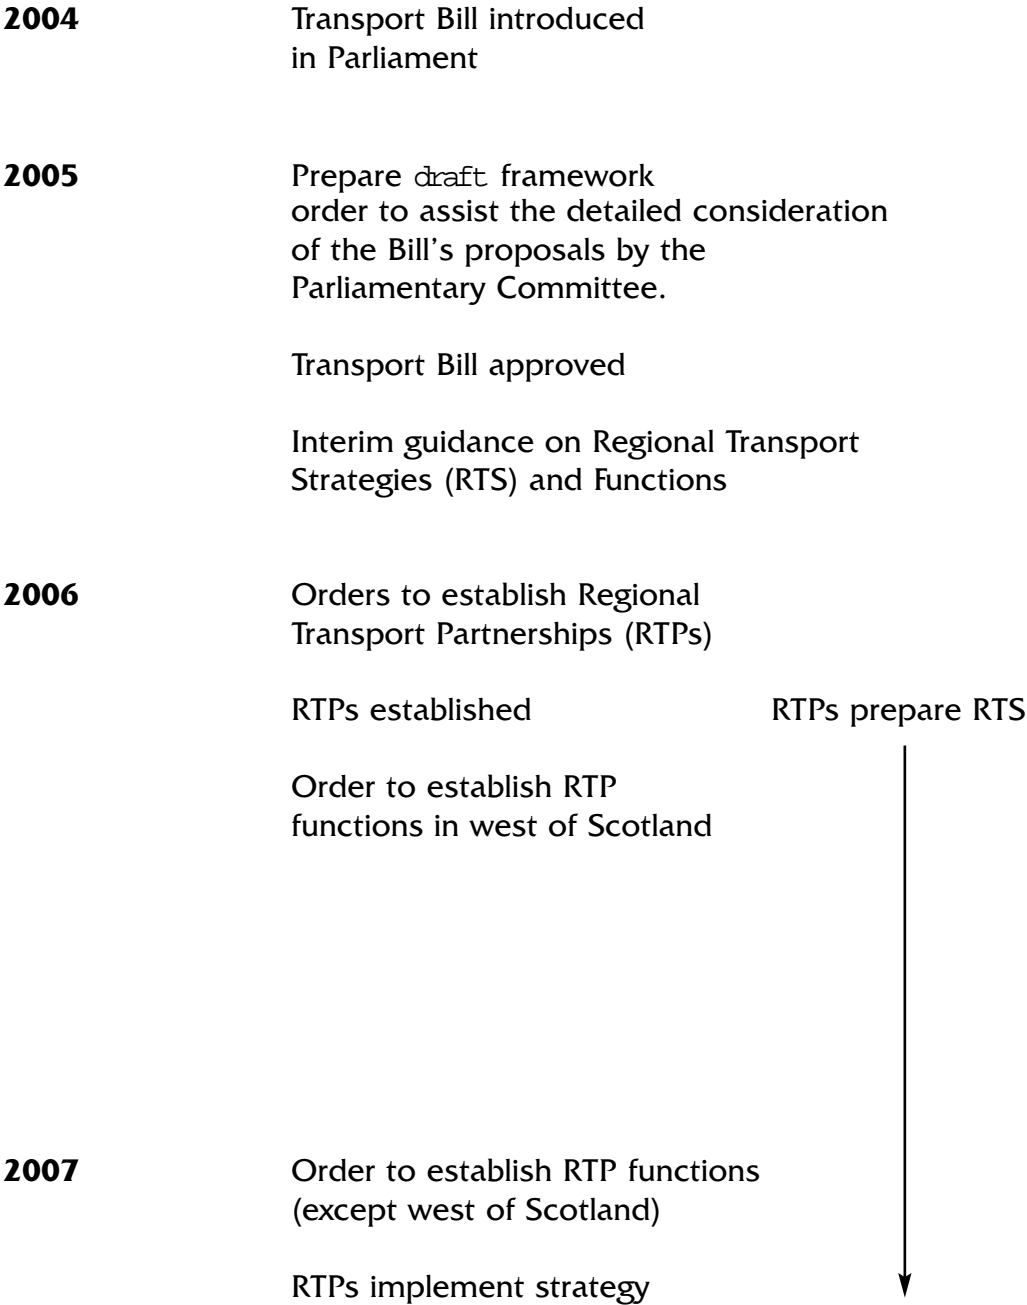 2004 Transport Bill introduced
in Parliament
2005 Prepare draft framework
order to assist the detailed consideration
of the Bill’s proposals by the
Parliamentary Committee.
Transport Bill approved
Interim guidance on Regional Transport
Strategies (RTS) and Functions
2006 Orders to establish Regional
Transport Partnerships (RTPs)
RTPs established RTPs prepare RTS
Order to establish RTP
functions in west of Scotland
2007 Order to establish RTP functions
(except west of Scotland)
RTPs implement strategy